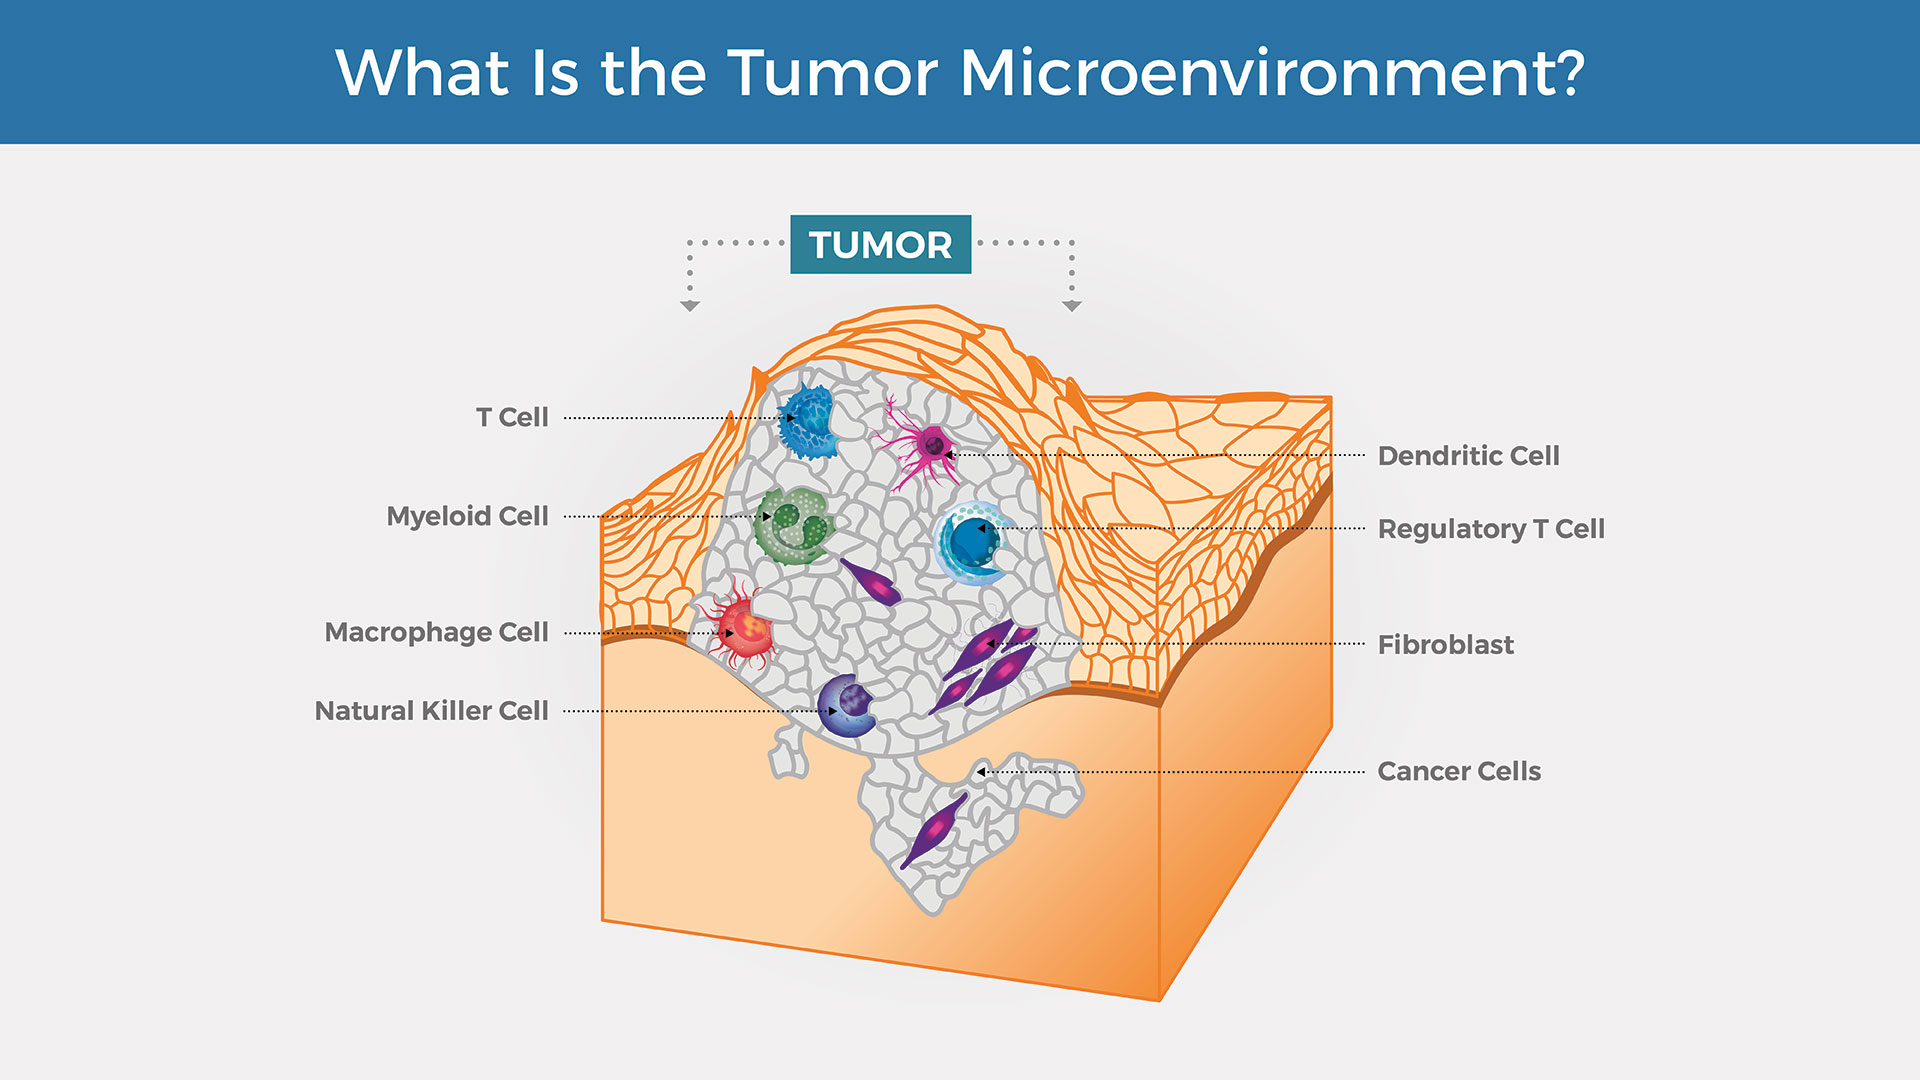 What Is the Tumor Microenvironment?
TUMOR
T Cell
Myeloid Cell
Macrophage Cell
Natural Killer Cell
Dendritic Cell
Regulatory T Cell
Fibroblast
Cancer Cells